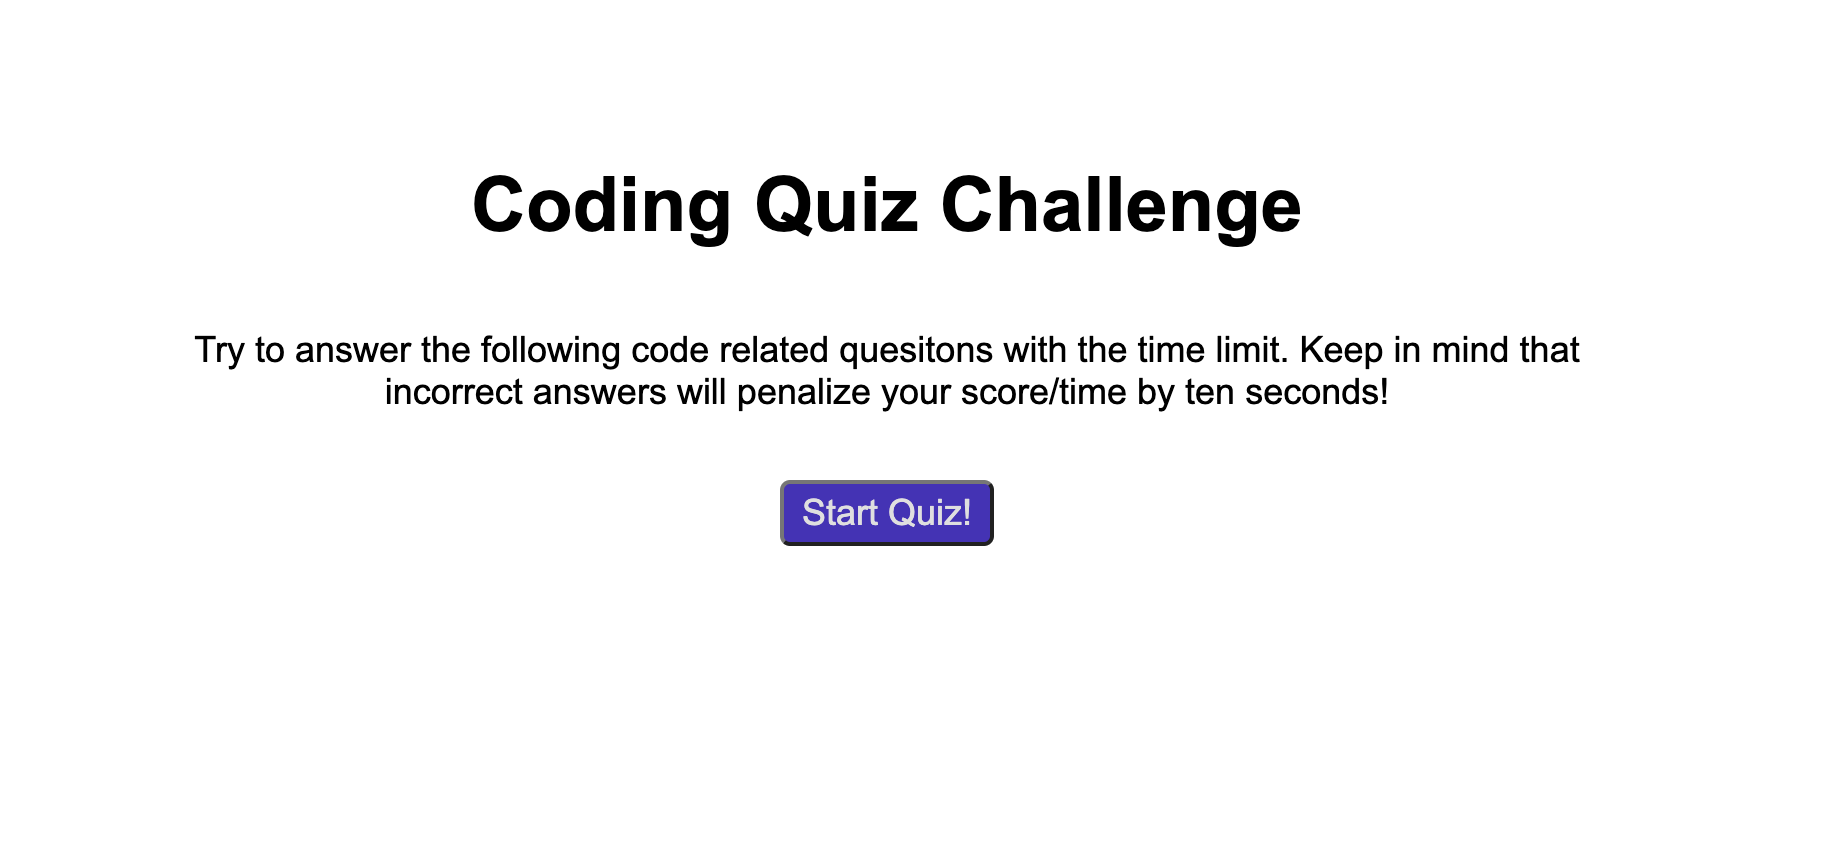 Coding Quiz Challenge
Try to answer the following code related quesitons with the time limit. Keep in mind that
incorrect answers will penalize your score/time by ten seconds!
Start Quiz!